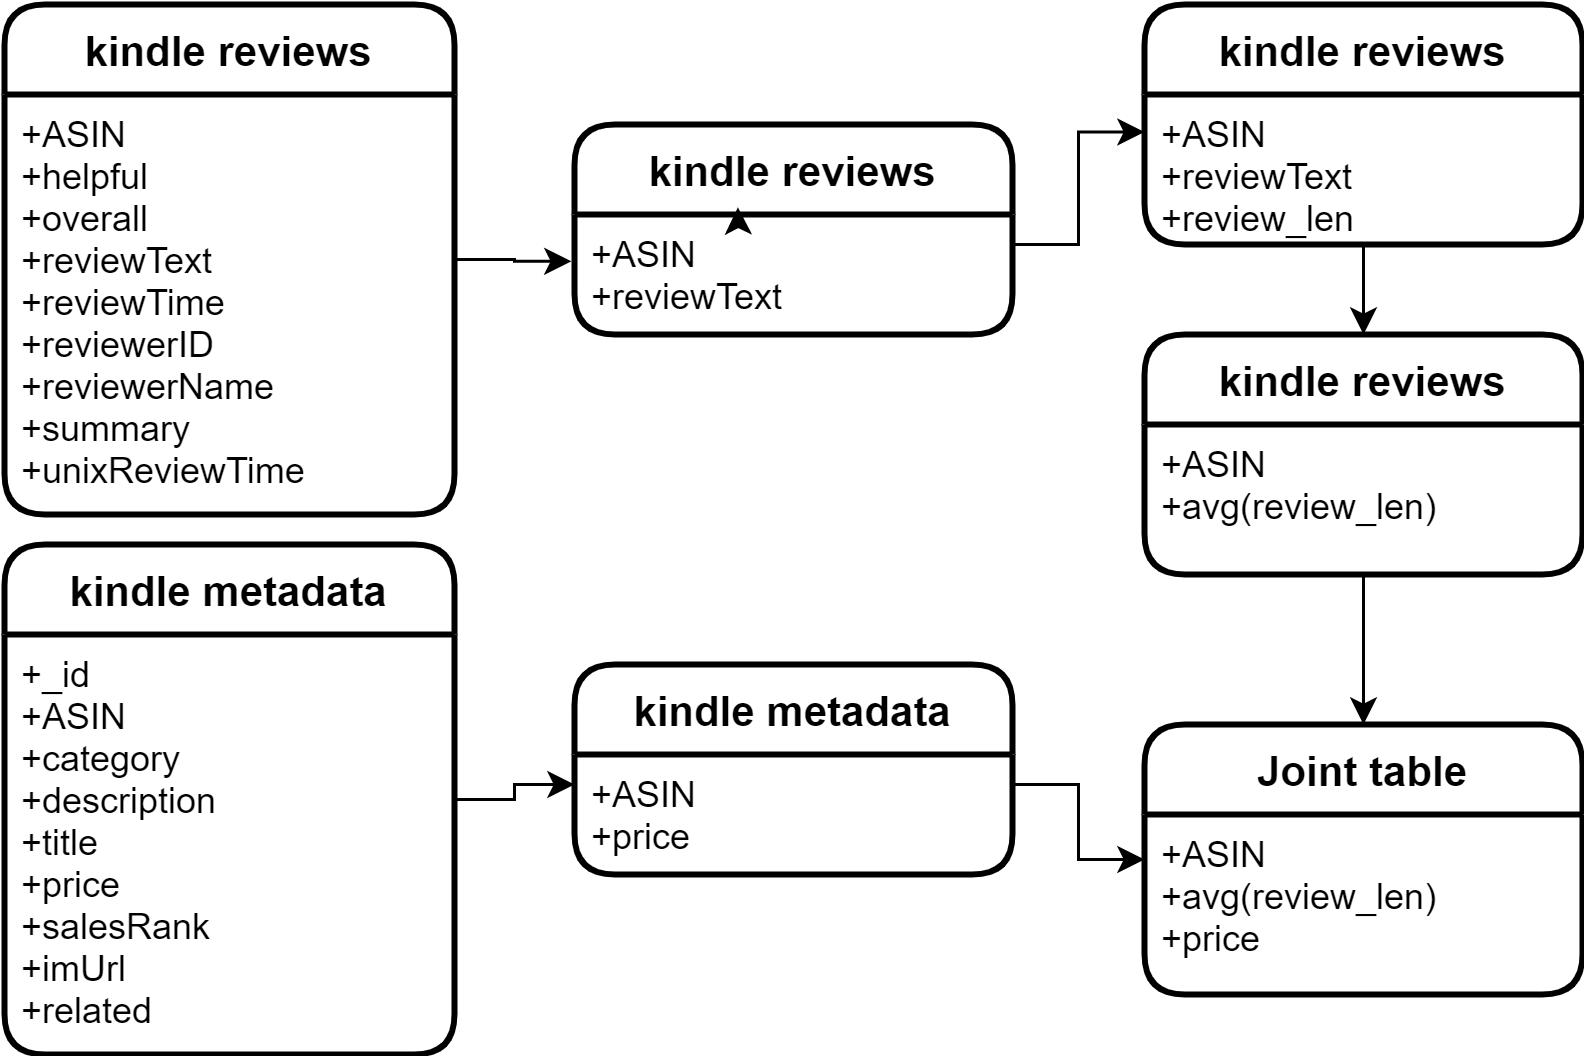 kindle reviews
+ASIN
+helpful
+overall
+reviewText
+reviewTime
+reviewerID
+reviewerName
+summary
+unixReviewTime
kindle reviews
+ASIN
+reviewText
kindle reviews
+ASIN
+reviewText
+review_len
kindle reviews
+ASIN
+avg(review_len)
kindle metadata
+_id
+ASIN
+category
+description
+title
+price
+salesRank
+imUrl
+related
kindle metadata
+ASIN
+price
Joint table
+ASIN
+avg(review_len)
+price